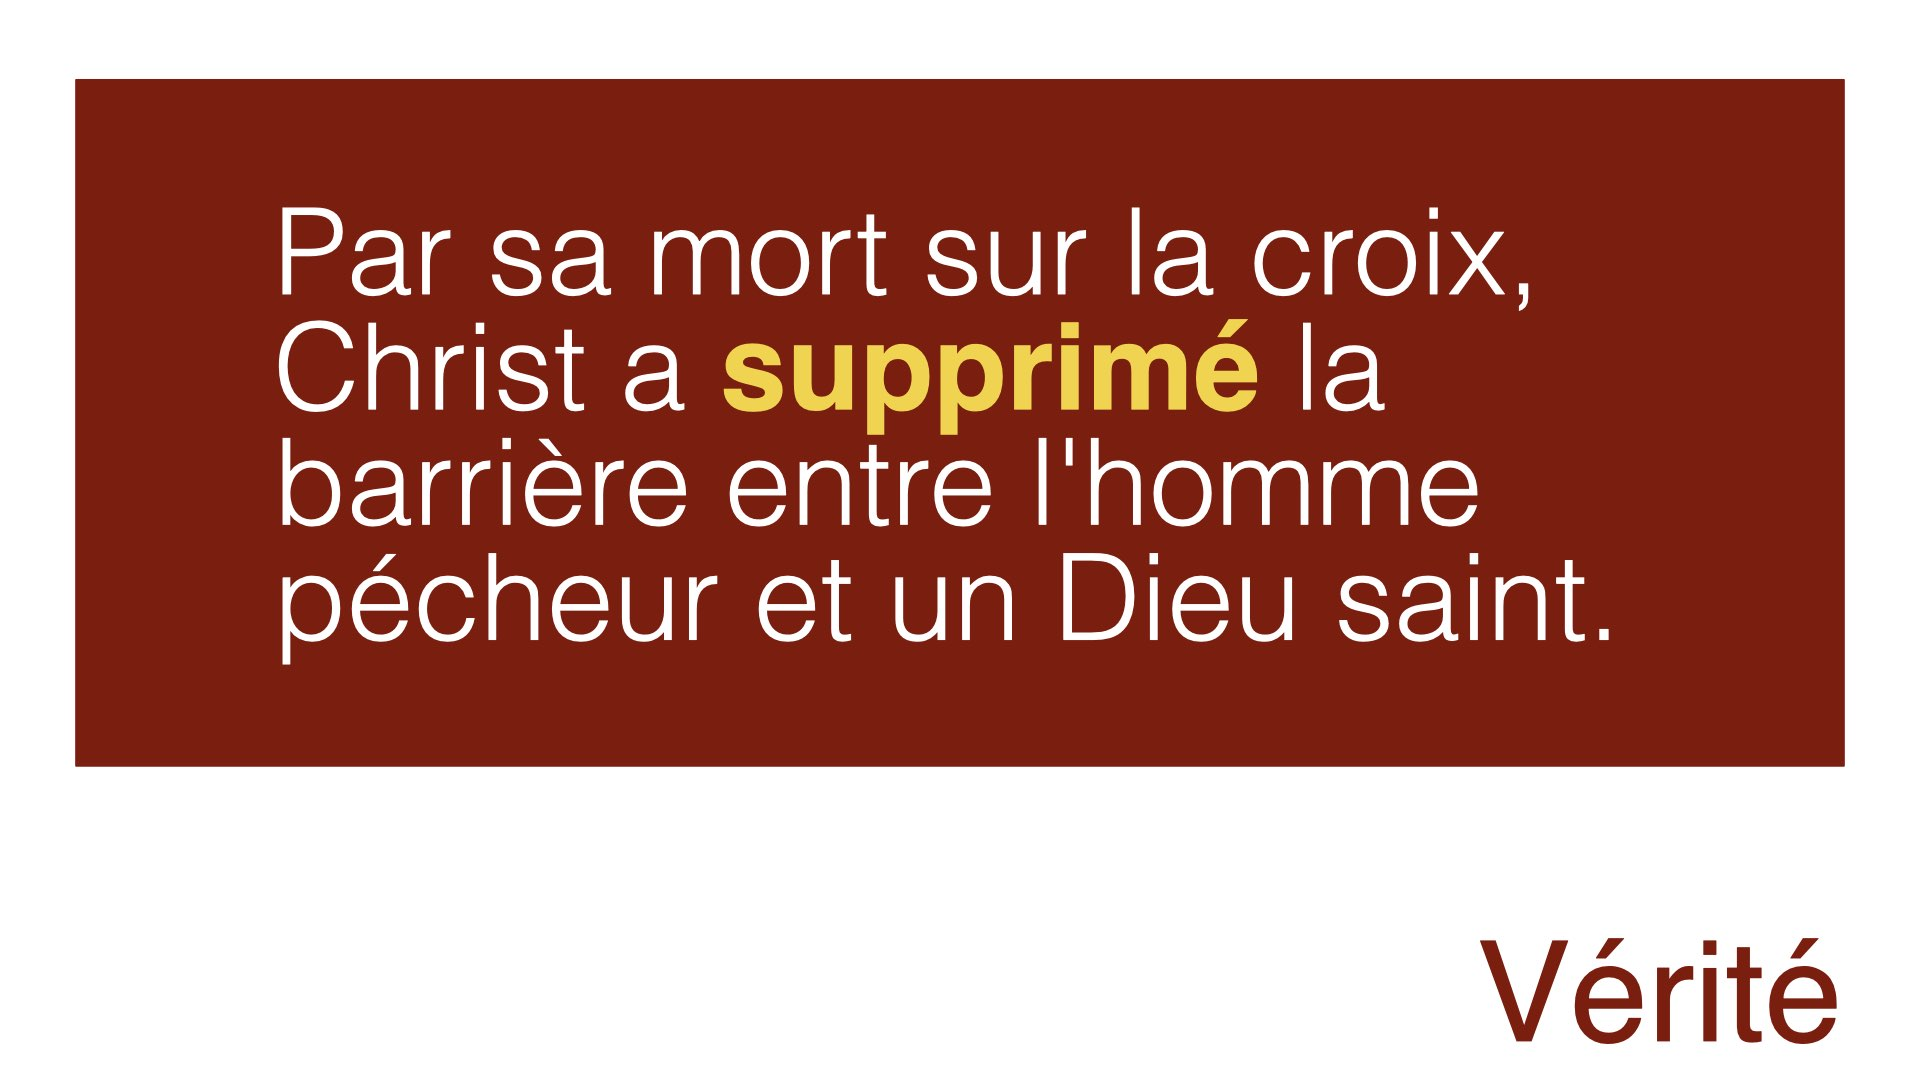 Par sa mort sur la croix,
Christ a supprimé la
barrière entre l'homme
pécheur et un Dieu saint.
Vérité